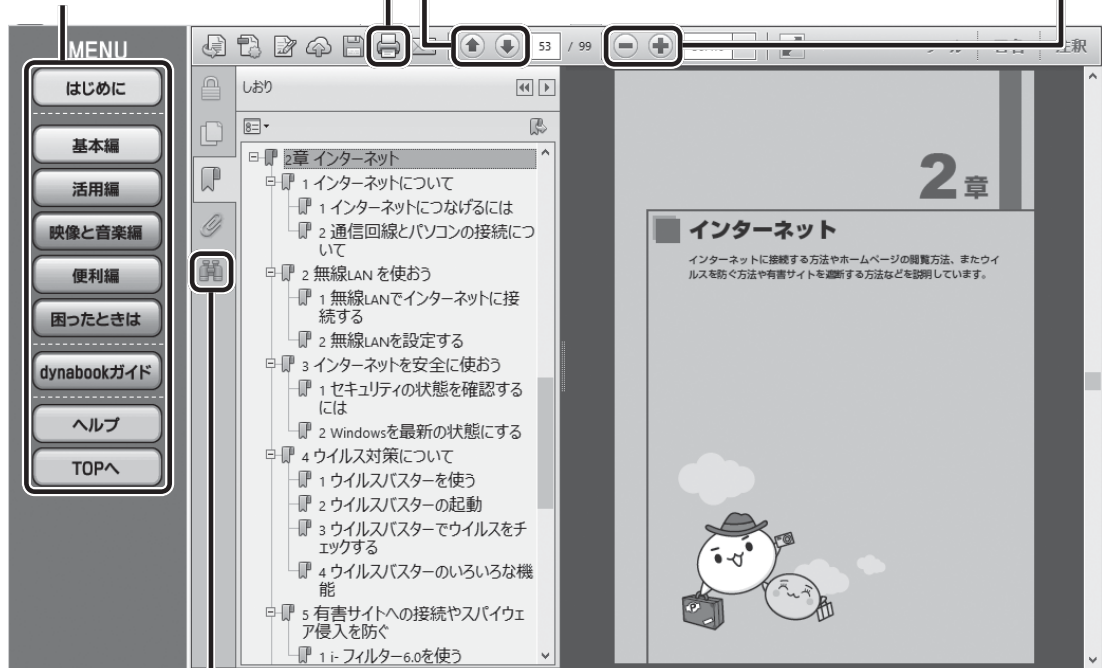 MENU
はじめに
基本編
活用編
映像と音楽編
便利編
困ったときは
dynabookガイド
ヘルプ
TOPへ
53 / 99
しおり
2章 インターネット
1 インターネットについて
1 インターネットにつなげるには
2 通信回線とパソコンの接続につ
いて
2 無線LAN を使おう
1 無線LANでインターネットに接
続する
2 無線LANを設定する
3 インターネットを安全に使おう
1 セキュリティの状態を確認する
には
2 Windowsを最新の状態にする
4 ウイルス対策について
1 ウイルスバスターを使う
2 ウイルスバスターの起動
3 ウイルスバスターでウイルスをチ
ェックする
4 ウイルスバスターのいろいろな機
能
5 有害サイトへの接続やスパイウェ
ア侵入を防ぐ
1 i- フィルター6.0を使う
2章
インターネット
インターネットに接続する方法やホームページの閲覧方法、またウイ
ルスを防ぐ方法や有害サイトを遮断する方法などを説明しています。